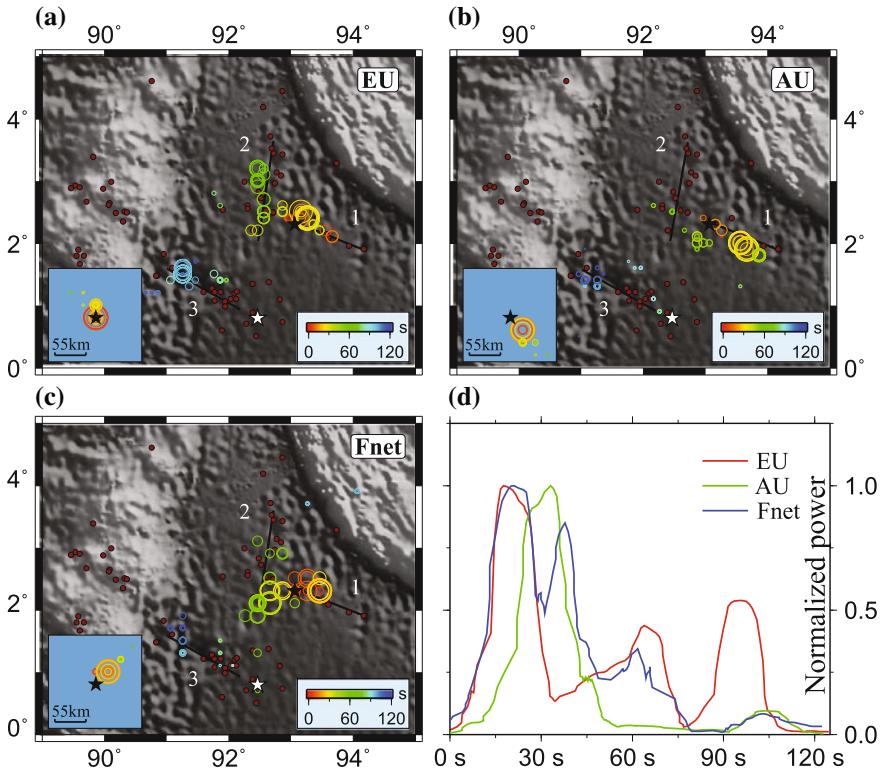 (a)
90° 92° 94°
EU
4°
2°
0°
2
1
3
55km
0 60 120 s
(b)
90° 92° 94°
AU
4°
2°
0°
2
1
3
55km
0 60 120 s
(c)
Fnet
4°
2°
0°
2
1
3
55km
0 60 120 s
90° 92° 94°
(d)
EU
AU
Fnet
1.0
0.5
0.0
Normalized power
0 s 30 s 60 s 90 s 120 s